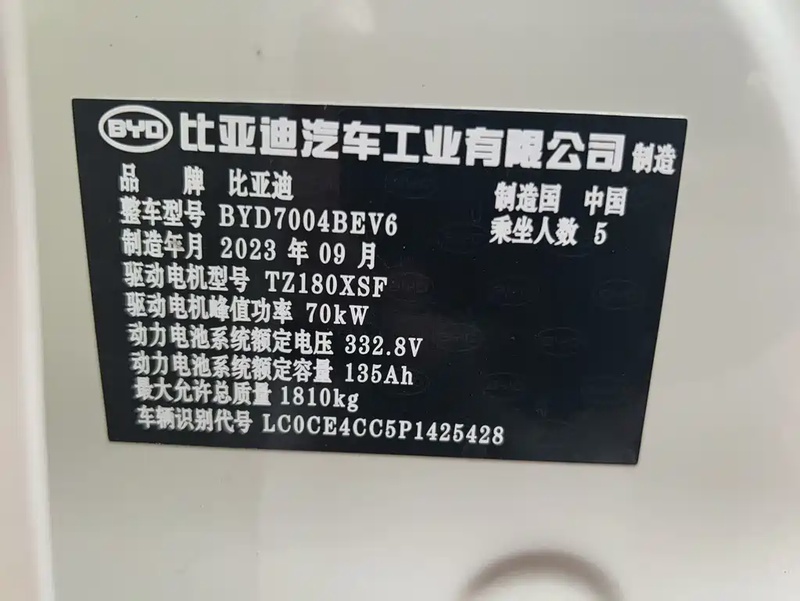 BYD 比亚迪汽车工业有限公司 制造
品 牌 比亚迪 制造国 中国
整车型号 BYD7004BEV6 乘坐人数 5
制造年月 2023 年 09 月
驱动电机型号 TZ180XSF
驱动电机峰值功率 70kW
动力电池系统额定电压 332.8V
动力电池系统额定容量 135Ah
最大允许总质量 1810kg
车辆识别代号 LC0CE4CC5P1425428